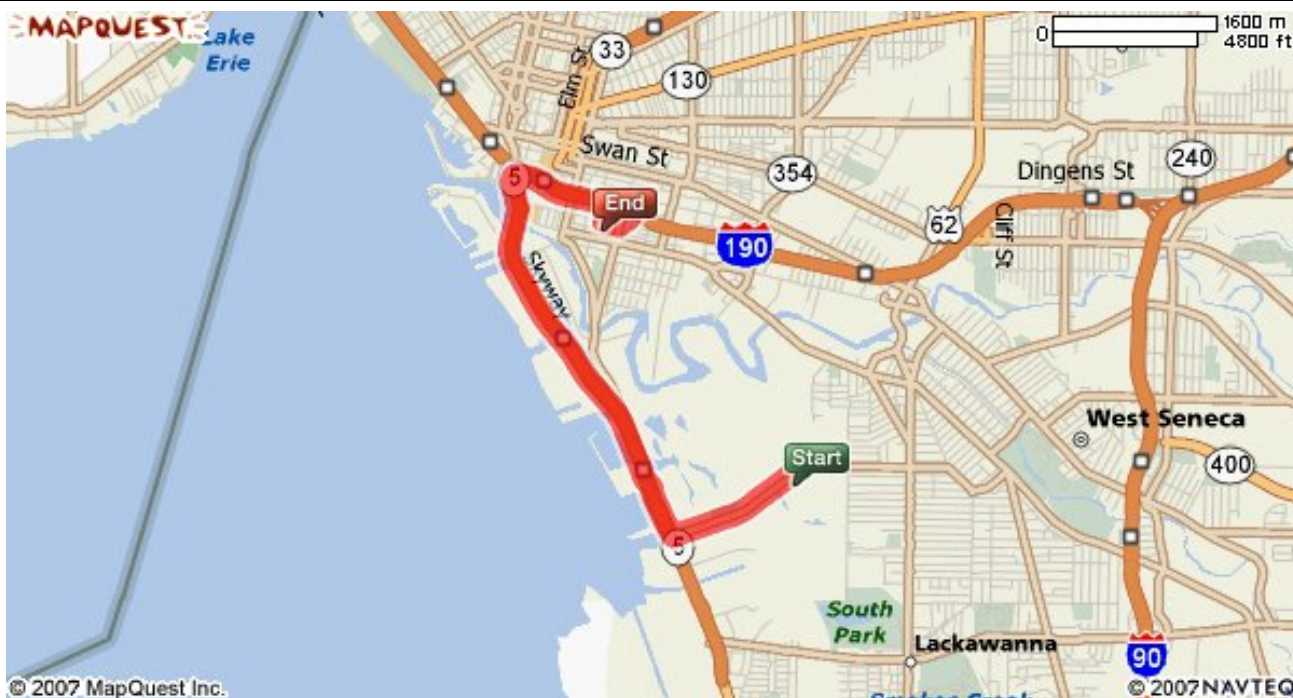 MAPQUEST
Lake
Erie
33
130
Elm St
0
1600 m
4800 ft
Swan St
354
Dingens St
240
5
End
62
Cliff St
190
Skyway
West Seneca
400
Start
5
South
Park
Lackawanna
90
Smokes Creek
© 2007 MapQuest Inc.
© 2007 NAVTEQ